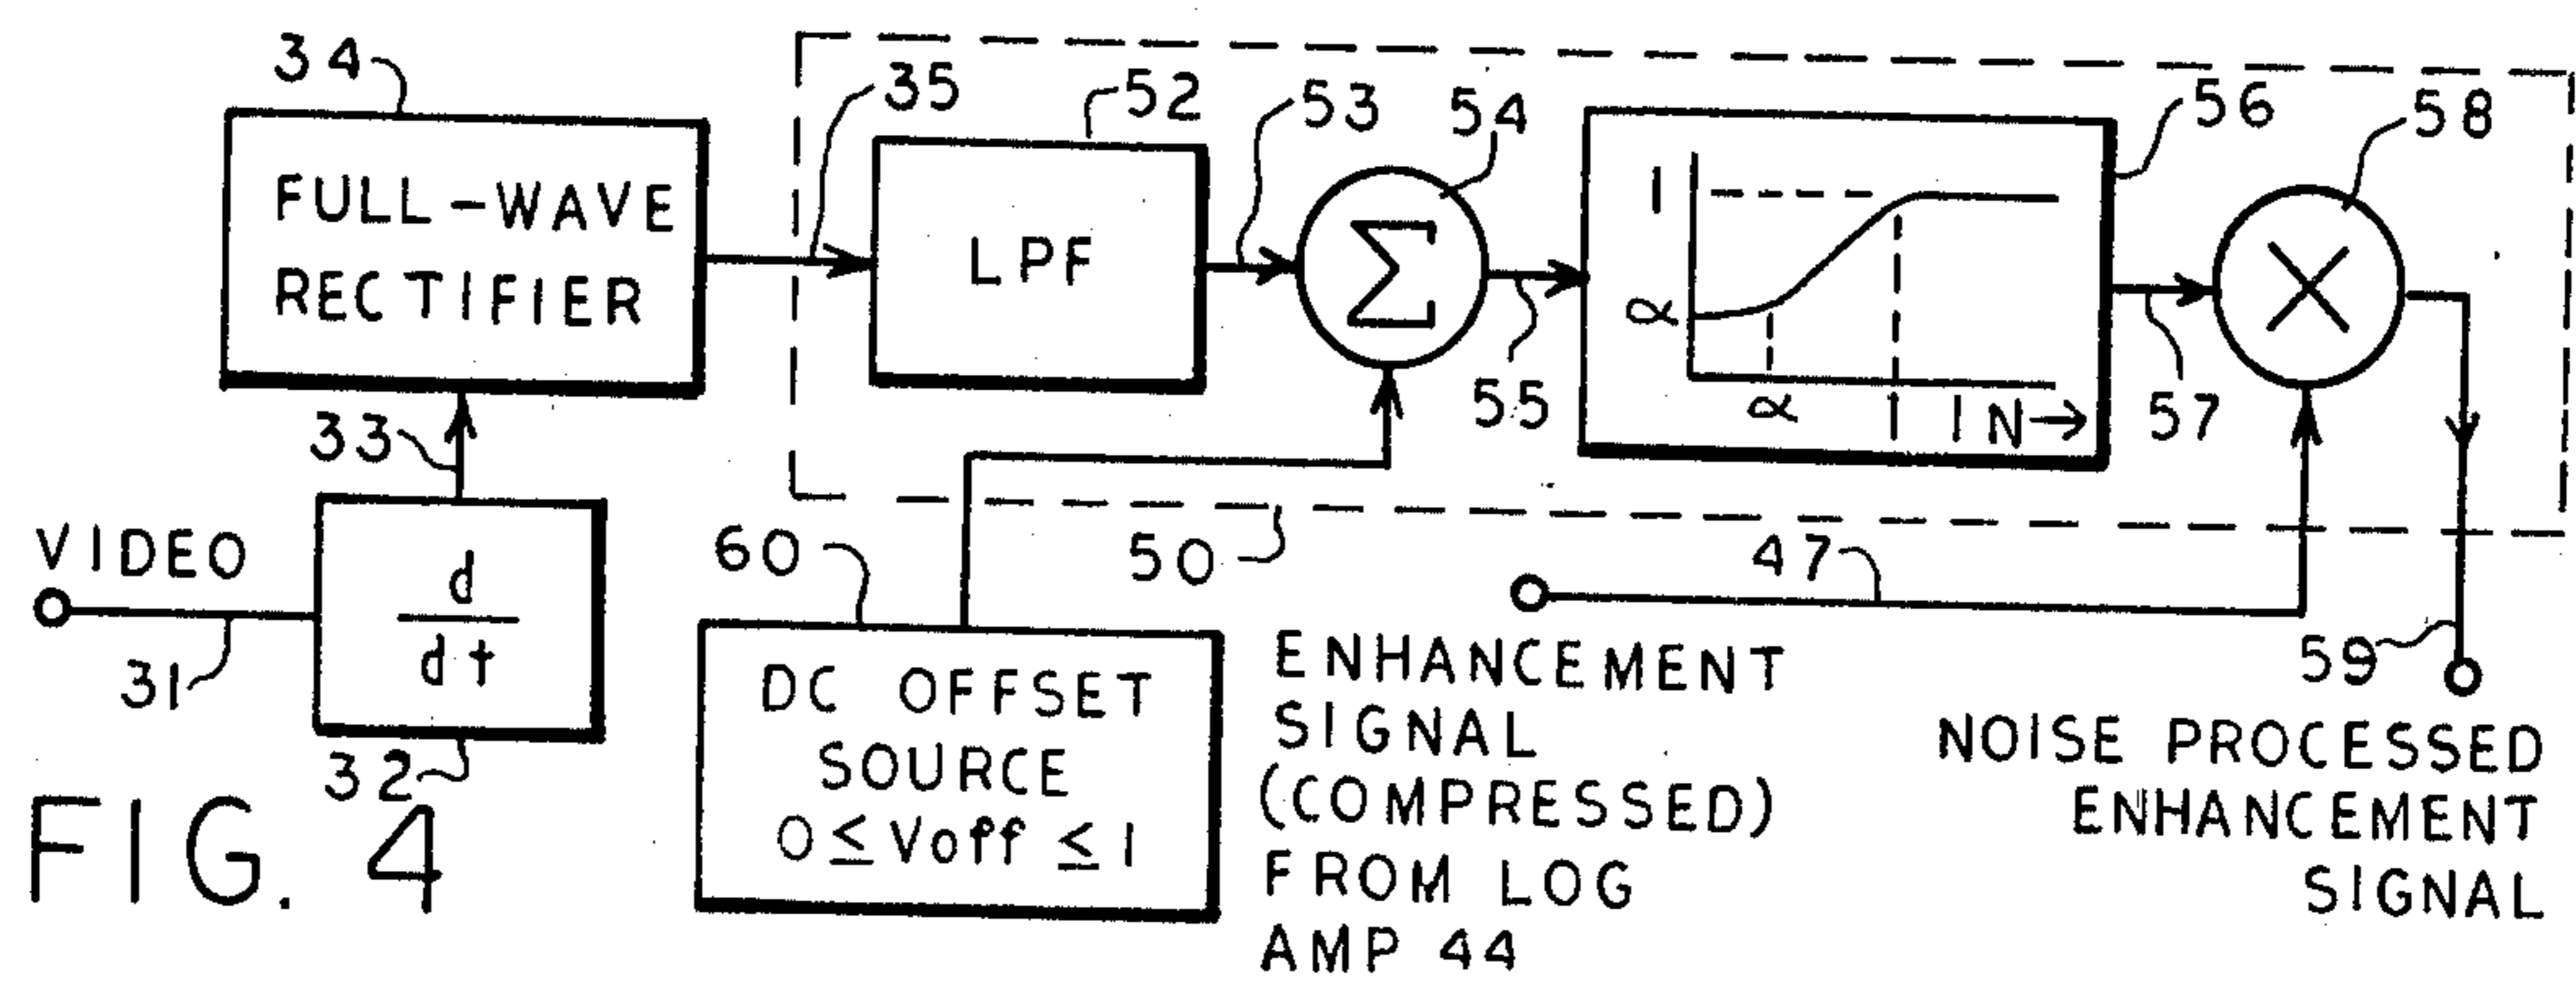 34
35
52
53
54
56
58
FULL-WAVE
RECTIFIER
LPF
Σ
1
α
α
1
IN→
×
33
55
57
VIDEO
31
d
dt
32
60
50
47
59
DC OFFSET
SOURCE
0 ≤ Voff ≤ 1
ENHANCEMENT
SIGNAL
(COMPRESSED)
FROM LOG
AMP 44
NOISE PROCESSED
ENHANCEMENT
SIGNAL
FIG. 4